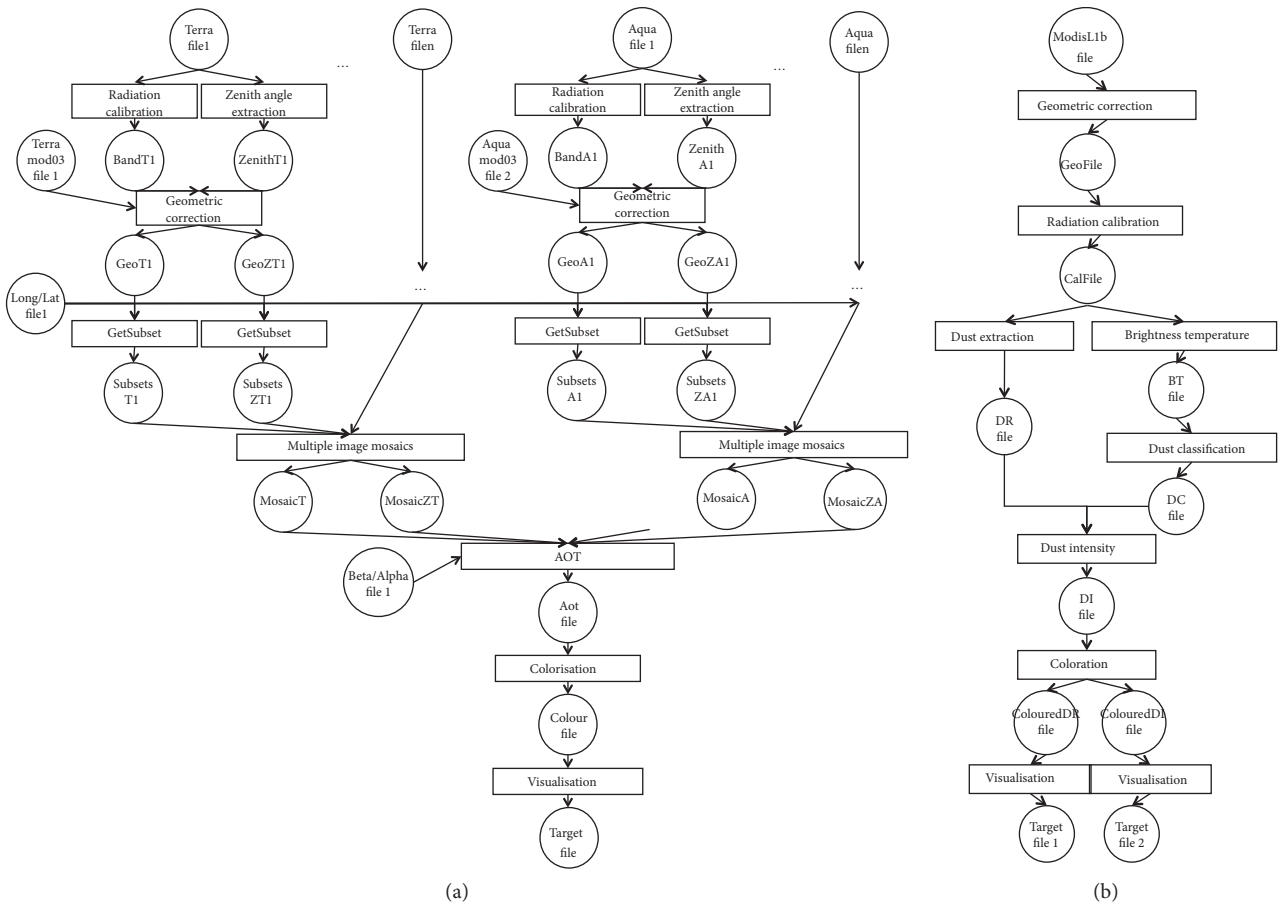 Terra
file1
...
Terra
filen
Aqua
file 1
...
Aqua
filen
Radiation
calibration
Zenith angle
extraction
Radiation
calibration
Zenith angle
extraction
Terra
mod03
file 1
BandT1
ZenithT1
Aqua
mod03
file 2
BandA1
Zenith
A1
Geometric
correction
Geometric
correction
GeoT1
GeoZT1
GeoA1
GeoZA1
...
...
Long/Lat
file1
GetSubset
GetSubset
GetSubset
GetSubset
Subsets
T1
Subsets
ZT1
Subsets
A1
Subsets
ZA1
Multiple image mosaics
Multiple image mosaics
MosaicT
MosaicZT
MosaicA
MosaicZA
AOT
Beta/Alpha
file 1
Aot
file
Colorisation
Colour
file
Visualisation
Target
file
(a)
ModisL1b
file
Geometric correction
GeoFile
Radiation calibration
CalFile
Dust extraction
Brightness temperature
BT
file
DR
file
Dust classification
DC
file
Dust intensity
DI
file
Coloration
ColouredDR
file
ColouredDI
file
Visualisation
Visualisation
Target
file 1
Target
file 2
(b)